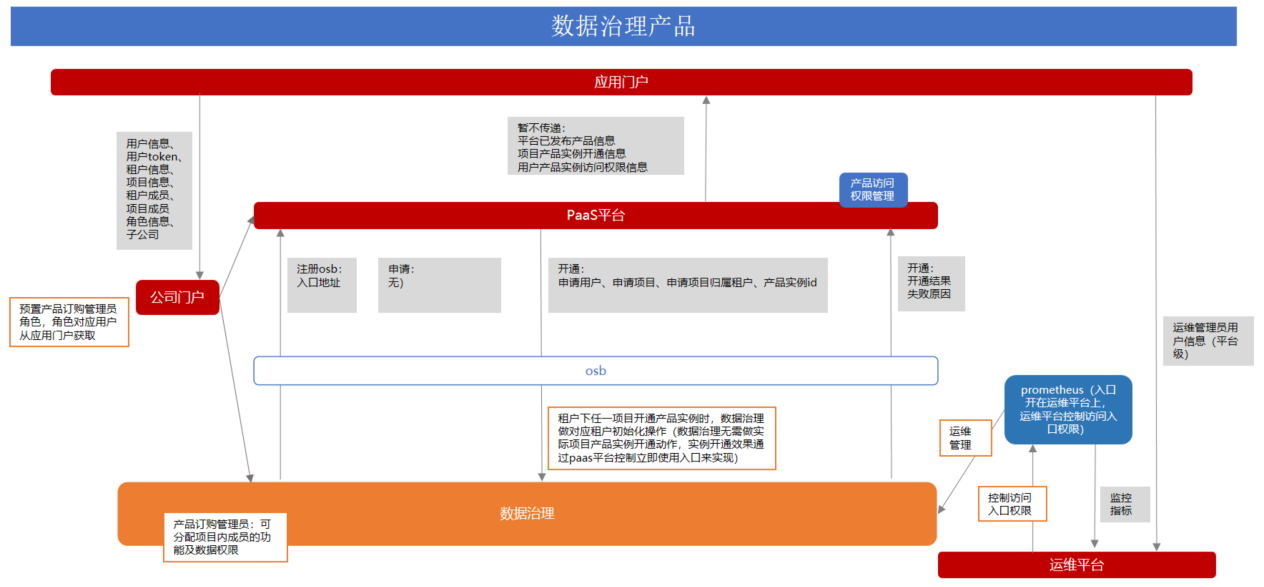 数据治理产品
应用门户
用户信息、
用户token、
租户信息、
项目信息、
租户成员、
项目成员
角色信息、
子公司
暂不传递：
平台已发布产品信息
项目产品实例开通信息
用户产品实例访问权限信息
产品访问
权限管理
PaaS平台
注册osb：
入口地址
申请：
无）
开通：
申请用户、申请项目、申请项目归属租户、产品实例id
开通：
开通结果
失败原因
公司门户
预置产品订购管理员
角色，角色对应用户
从应用门户获取
运维管理员用
户信息（平台
级）
osb
prometheus（入口
开在运维平台上，
运维平台控制访问入
口权限）
租户下任一项目开通产品实例时，数据治理
做对应租户初始化操作（数据治理无需做实
际项目产品实例开通动作，实例开通效果通
过paas平台控制立即使用入口来实现）
运维
管理
控制访问
入口权限
监控
指标
数据治理
产品订购管理员：可
分配项目内成员的功
能及数据权限
运维平台